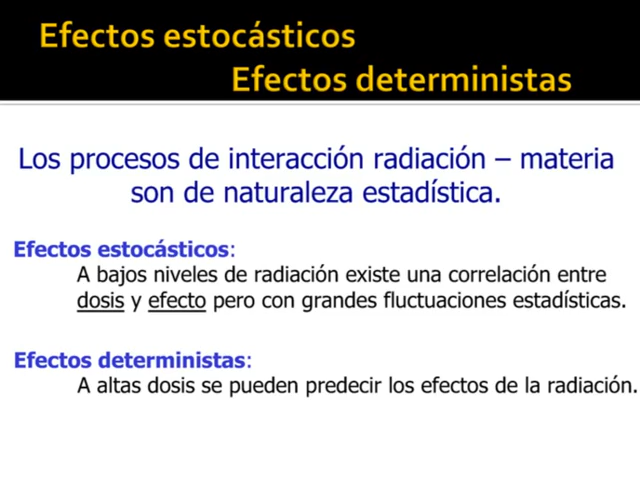 Efectos estocásticos
Efectos deterministas
Los procesos de interacción radiación – materia
son de naturaleza estadística.
Efectos estocásticos:
A bajos niveles de radiación existe una correlación entre
dosis y efecto pero con grandes fluctuaciones estadísticas.
Efectos deterministas:
A altas dosis se pueden predecir los efectos de la radiación.